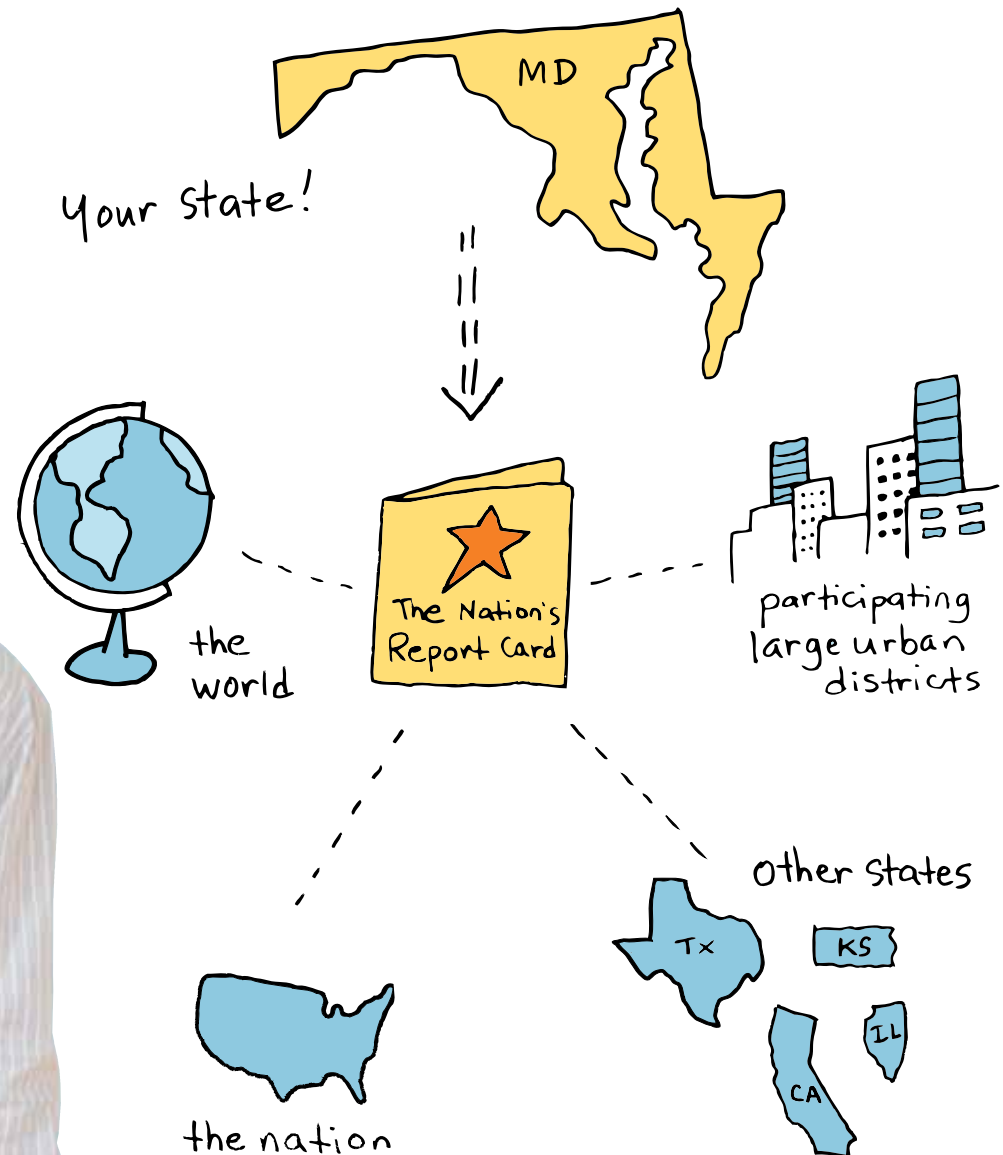 MD
Your state!
The Nation's
Report Card
the
world
participating
large urban
districts
other states
TX
KS
IL
CA
the nation